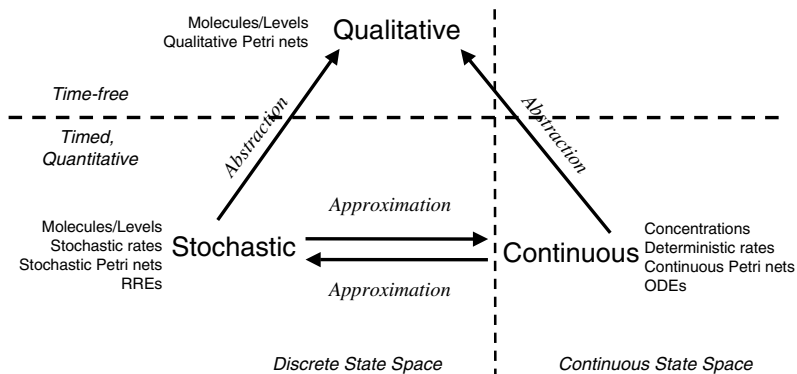 Molecules/Levels
Qualitative Petri nets
Qualitative
Time-free
Timed,
Quantitative
Abstraction
Abstraction
Approximation
Molecules/Levels
Stochastic rates
Stochastic Petri nets
RREs
Stochastic
Continuous
Concentrations
Deterministic rates
Continuous Petri nets
ODEs
Approximation
Discrete State Space
Continuous State Space